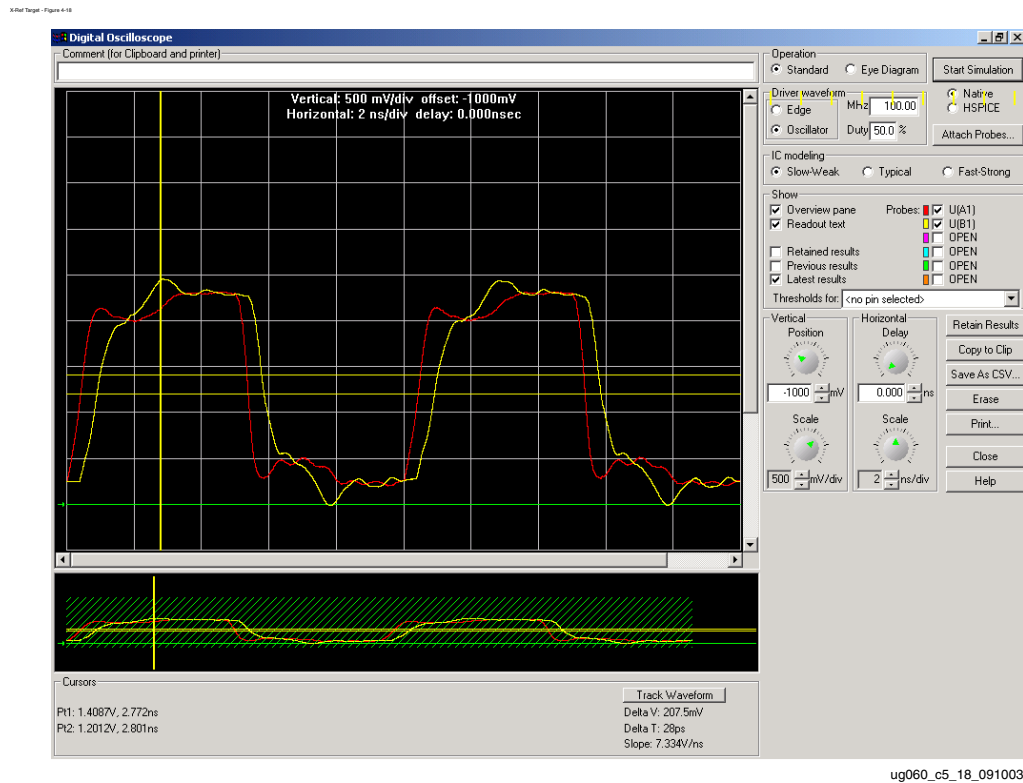 X-Ref Target - Figure 4-18
Digital Oscilloscope
Comment (for Clipboard and printer)
Vertical: 500 mV/div offset: -1000mV
Horizontal: 2 ns/div delay: 0.000nsec
Operation
Standard Eye Diagram
Start Simulation
Driver waveform
Edge
Oscillator
Mhz 100.00
Duty 50.0 %
Native
HSPICE
Attach Probes...
IC modeling
Slow-Weak Typical Fast-Strong
Show
Overview pane Probes: U(A1)
Readout text U(B1)
OPEN
Retained results OPEN
Previous results OPEN
Latest results OPEN
Thresholds for: <no pin selected>
Vertical
Position
-1000 mV
Scale
500 mV/div
Horizontal
Delay
0.000 ns
Scale
2 ns/div
Retain Results
Copy to Clip
Save As CSV...
Erase
Print...
Close
Help
Cursors
Pt1: 1.4087V, 2.772ns
Pt2: 1.2012V, 2.801ns
Track Waveform
Delta V: 207.5mV
Delta T: 28ps
Slope: 7.334V/ns
ug060_c5_18_091003